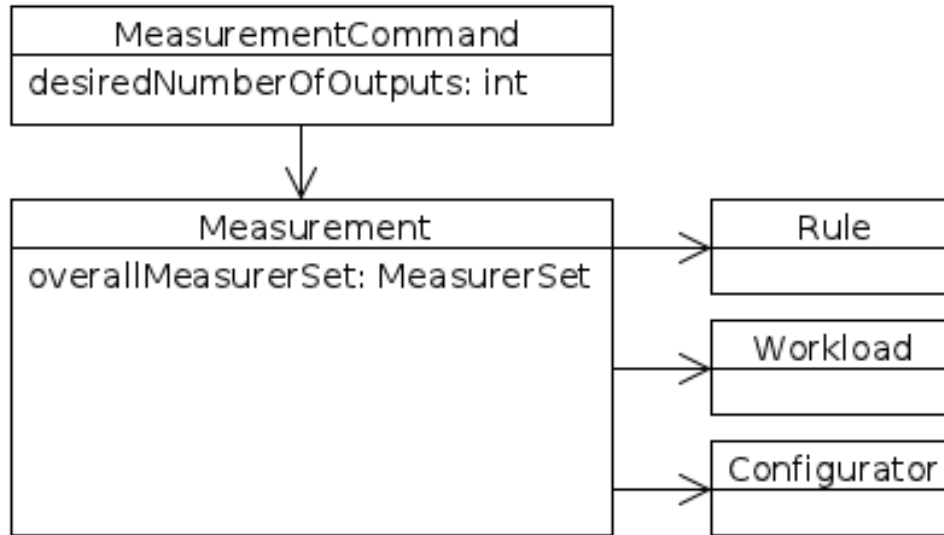 MeasurementCommand
desiredNumberOfOutputs: int
Measurement
overallMeasurerSet: MeasurerSet
Rule
Workload
Configurator